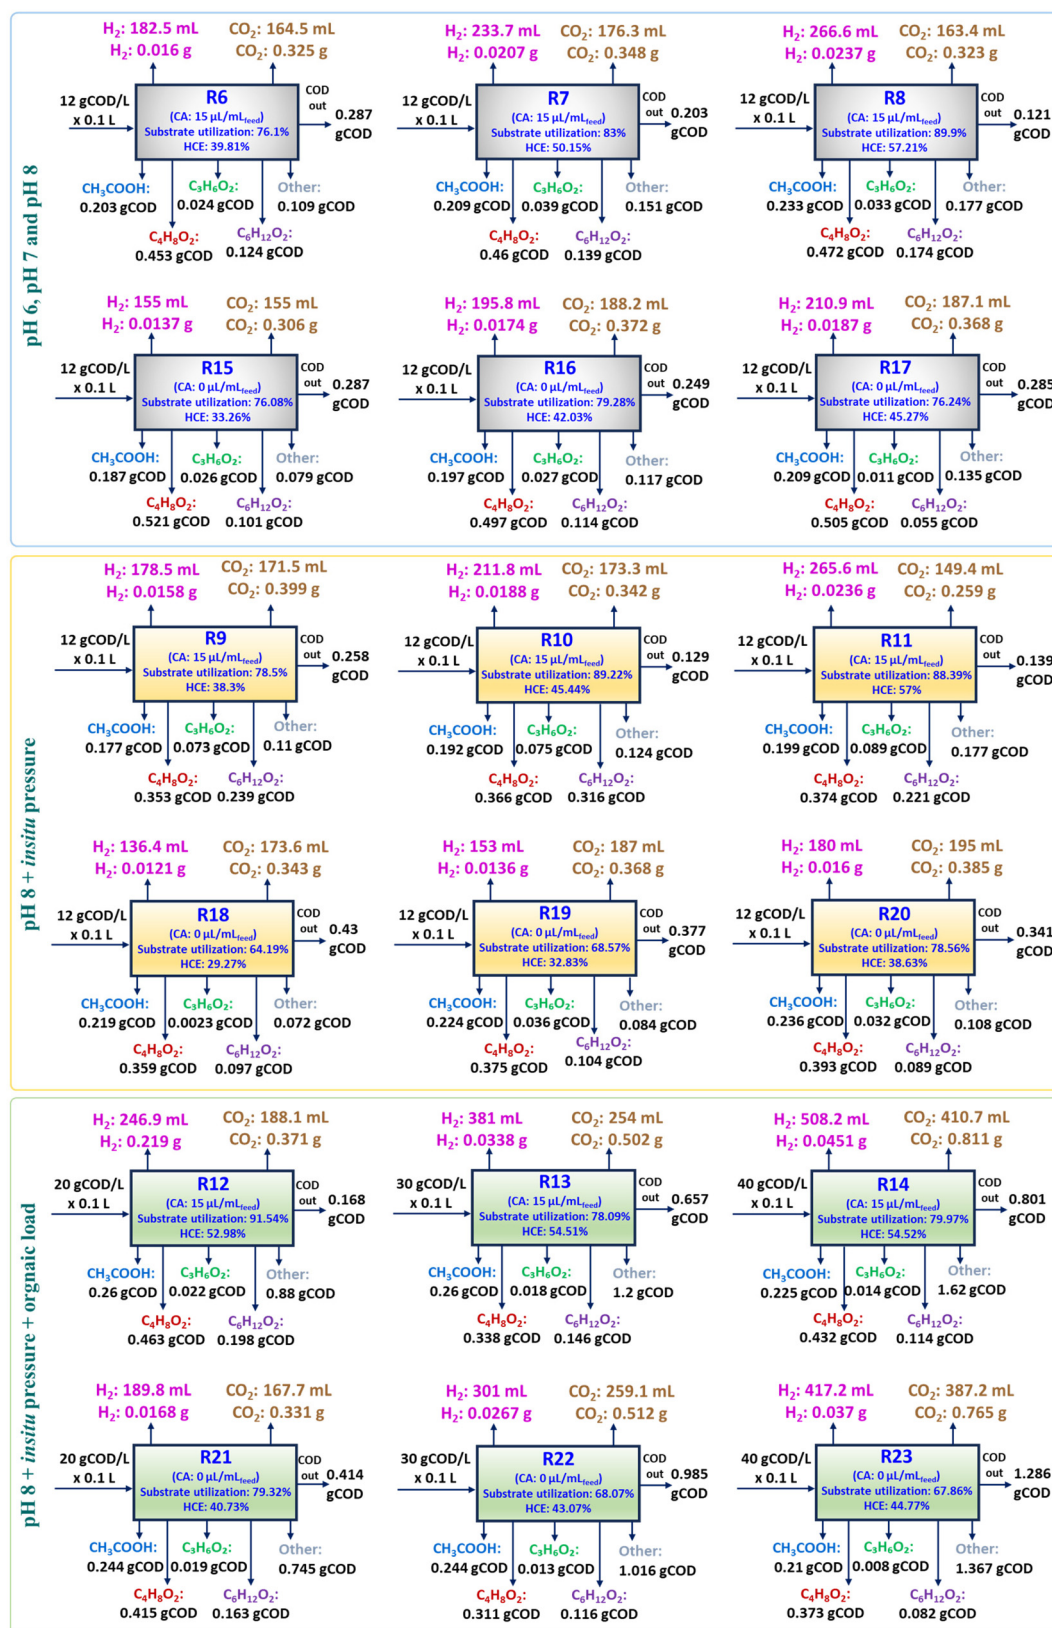 pH 6, pH 7 and pH 8
H₂: 182.5 mL
H₂: 0.016 g
CO₂: 164.5 mL
CO₂: 0.325 g
12 gCOD/L
x 0.1 L
R6
(CA: 15 µL/mL_feed)
Substrate utilization: 76.1%
HCE: 39.81%
COD
out 0.287
gCOD
CH₃COOH:
0.203 gCOD
C₃H₆O₂:
0.024 gCOD
Other:
0.109 gCOD
C₄H₈O₂:
0.453 gCOD
C₆H₁₂O₂:
0.124 gCOD
H₂: 233.7 mL
H₂: 0.0207 g
CO₂: 176.3 mL
CO₂: 0.348 g
12 gCOD/L
x 0.1 L
R7
(CA: 15 µL/mL_feed)
Substrate utilization: 83%
HCE: 50.15%
COD
out 0.203
gCOD
CH₃COOH:
0.209 gCOD
C₃H₆O₂:
0.039 gCOD
Other:
0.151 gCOD
C₄H₈O₂:
0.46 gCOD
C₆H₁₂O₂:
0.139 gCOD
H₂: 266.6 mL
H₂: 0.0237 g
CO₂: 163.4 mL
CO₂: 0.323 g
12 gCOD/L
x 0.1 L
R8
(CA: 15 µL/mL_feed)
Substrate utilization: 89.9%
HCE: 57.21%
COD
out 0.121
gCOD
CH₃COOH:
0.233 gCOD
C₃H₆O₂:
0.033 gCOD
Other:
0.177 gCOD
C₄H₈O₂:
0.472 gCOD
C₆H₁₂O₂:
0.174 gCOD
H₂: 155 mL
H₂: 0.0137 g
CO₂: 155 mL
CO₂: 0.306 g
12 gCOD/L
x 0.1 L
R15
(CA: 0 µL/mL_feed)
Substrate utilization: 76.08%
HCE: 33.26%
COD
out 0.287
gCOD
CH₃COOH:
0.187 gCOD
C₃H₆O₂:
0.026 gCOD
Other:
0.079 gCOD
C₄H₈O₂:
0.521 gCOD
C₆H₁₂O₂:
0.101 gCOD
H₂: 195.8 mL
H₂: 0.0174 g
CO₂: 188.2 mL
CO₂: 0.372 g
12 gCOD/L
x 0.1 L
R16
(CA: 0 µL/mL_feed)
Substrate utilization: 79.28%
HCE: 42.03%
COD
out 0.249
gCOD
CH₃COOH:
0.197 gCOD
C₃H₆O₂:
0.027 gCOD
Other:
0.117 gCOD
C₄H₈O₂:
0.497 gCOD
C₆H₁₂O₂:
0.114 gCOD
H₂: 210.9 mL
H₂: 0.0187 g
CO₂: 187.1 mL
CO₂: 0.368 g
12 gCOD/L
x 0.1 L
R17
(CA: 0 µL/mL_feed)
Substrate utilization: 76.24%
HCE: 45.27%
COD
out 0.285
gCOD
CH₃COOH:
0.209 gCOD
C₃H₆O₂:
0.011 gCOD
Other:
0.135 gCOD
C₄H₈O₂:
0.505 gCOD
C₆H₁₂O₂:
0.055 gCOD
pH 8 + insitu pressure
H₂: 178.5 mL
H₂: 0.0158 g
CO₂: 171.5 mL
CO₂: 0.399 g
12 gCOD/L
x 0.1 L
R9
(CA: 15 µL/mL_feed)
Substrate utilization: 78.5%
HCE: 38.3%
COD
out 0.258
gCOD
CH₃COOH:
0.177 gCOD
C₃H₆O₂:
0.073 gCOD
Other:
0.11 gCOD
C₄H₈O₂:
0.353 gCOD
C₆H₁₂O₂:
0.239 gCOD
H₂: 211.8 mL
H₂: 0.0188 g
CO₂: 173.3 mL
CO₂: 0.342 g
12 gCOD/L
x 0.1 L
R10
(CA: 15 µL/mL_feed)
Substrate utilization: 89.22%
HCE: 45.44%
COD
out 0.129
gCOD
CH₃COOH:
0.192 gCOD
C₃H₆O₂:
0.075 gCOD
Other:
0.124 gCOD
C₄H₈O₂:
0.366 gCOD
C₆H₁₂O₂:
0.316 gCOD
H₂: 265.6 mL
H₂: 0.0236 g
CO₂: 149.4 mL
CO₂: 0.259 g
12 gCOD/L
x 0.1 L
R11
(CA: 15 µL/mL_feed)
Substrate utilization: 88.39%
HCE: 57%
COD
out 0.139
gCOD
CH₃COOH:
0.199 gCOD
C₃H₆O₂:
0.089 gCOD
Other:
0.177 gCOD
C₄H₈O₂:
0.374 gCOD
C₆H₁₂O₂:
0.221 gCOD
H₂: 136.4 mL
H₂: 0.0121 g
CO₂: 173.6 mL
CO₂: 0.343 g
12 gCOD/L
x 0.1 L
R18
(CA: 0 µL/mL_feed)
Substrate utilization: 64.19%
HCE: 29.27%
COD
out 0.43
gCOD
CH₃COOH:
0.219 gCOD
C₃H₆O₂:
0.0023 gCOD
Other:
0.072 gCOD
C₄H₈O₂:
0.359 gCOD
C₆H₁₂O₂:
0.097 gCOD
H₂: 153 mL
H₂: 0.0136 g
CO₂: 187 mL
CO₂: 0.368 g
12 gCOD/L
x 0.1 L
R19
(CA: 0 µL/mL_feed)
Substrate utilization: 68.57%
HCE: 32.83%
COD
out 0.377
gCOD
CH₃COOH:
0.224 gCOD
C₃H₆O₂:
0.036 gCOD
Other:
0.084 gCOD
C₄H₈O₂:
0.375 gCOD
C₆H₁₂O₂:
0.104 gCOD
H₂: 180 mL
H₂: 0.016 g
CO₂: 195 mL
CO₂: 0.385 g
12 gCOD/L
x 0.1 L
R20
(CA: 0 µL/mL_feed)
Substrate utilization: 78.56%
HCE: 38.63%
COD
out 0.341
gCOD
CH₃COOH:
0.236 gCOD
C₃H₆O₂:
0.032 gCOD
Other:
0.108 gCOD
C₄H₈O₂:
0.393 gCOD
C₆H₁₂O₂:
0.089 gCOD
pH 8 + insitu pressure + orgnaic load
H₂: 246.9 mL
H₂: 0.219 g
CO₂: 188.1 mL
CO₂: 0.371 g
20 gCOD/L
x 0.1 L
R12
(CA: 15 µL/mL_feed)
Substrate utilization: 91.54%
HCE: 52.98%
COD
out 0.168
gCOD
CH₃COOH:
0.26 gCOD
C₃H₆O₂:
0.022 gCOD
Other:
0.88 gCOD
C₄H₈O₂:
0.463 gCOD
C₆H₁₂O₂:
0.198 gCOD
H₂: 381 mL
H₂: 0.0338 g
CO₂: 254 mL
CO₂: 0.502 g
30 gCOD/L
x 0.1 L
R13
(CA: 15 µL/mL_feed)
Substrate utilization: 78.09%
HCE: 54.51%
COD
out 0.657
gCOD
CH₃COOH:
0.26 gCOD
C₃H₆O₂:
0.018 gCOD
Other:
1.2 gCOD
C₄H₈O₂:
0.338 gCOD
C₆H₁₂O₂:
0.146 gCOD
H₂: 508.2 mL
H₂: 0.0451 g
CO₂: 410.7 mL
CO₂: 0.811 g
40 gCOD/L
x 0.1 L
R14
(CA: 15 µL/mL_feed)
Substrate utilization: 79.97%
HCE: 54.52%
COD
out 0.801
gCOD
CH₃COOH:
0.225 gCOD
C₃H₆O₂:
0.014 gCOD
Other:
1.62 gCOD
C₄H₈O₂:
0.432 gCOD
C₆H₁₂O₂:
0.114 gCOD
H₂: 189.8 mL
H₂: 0.0168 g
CO₂: 167.7 mL
CO₂: 0.331 g
20 gCOD/L
x 0.1 L
R21
(CA: 0 µL/mL_feed)
Substrate utilization: 79.32%
HCE: 40.73%
COD
out 0.414
gCOD
CH₃COOH:
0.244 gCOD
C₃H₆O₂:
0.019 gCOD
Other:
0.745 gCOD
C₄H₈O₂:
0.415 gCOD
C₆H₁₂O₂:
0.163 gCOD
H₂: 301 mL
H₂: 0.0267 g
CO₂: 259.1 mL
CO₂: 0.512 g
30 gCOD/L
x 0.1 L
R22
(CA: 0 µL/mL_feed)
Substrate utilization: 68.07%
HCE: 43.07%
COD
out 0.985
gCOD
CH₃COOH:
0.244 gCOD
C₃H₆O₂:
0.013 gCOD
Other:
1.016 gCOD
C₄H₈O₂:
0.311 gCOD
C₆H₁₂O₂:
0.116 gCOD
H₂: 417.2 mL
H₂: 0.037 g
CO₂: 387.2 mL
CO₂: 0.765 g
40 gCOD/L
x 0.1 L
R23
(CA: 0 µL/mL_feed)
Substrate utilization: 67.86%
HCE: 44.77%
COD
out 1.286
gCOD
CH₃COOH:
0.21 gCOD
C₃H₆O₂:
0.008 gCOD
Other:
1.367 gCOD
C₄H₈O₂:
0.373 gCOD
C₆H₁₂O₂:
0.082 gCOD